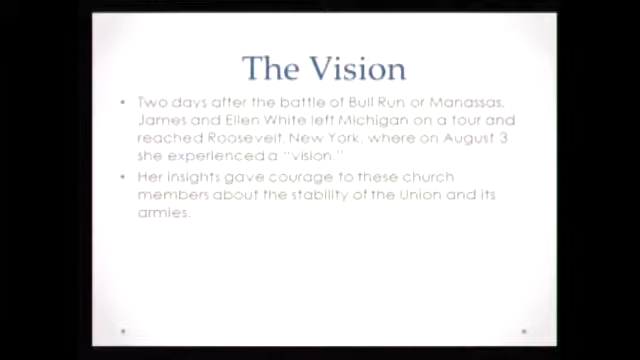 The Vision
• Two days after the battle of Bull Run or Manassas,
James and Ellen White left Michigan on a tour and
reached Roosevelt, New York, where on August 3
she experienced a "vision."
• Her insights gave courage to these church
members about the stability of the Union and its
armies.